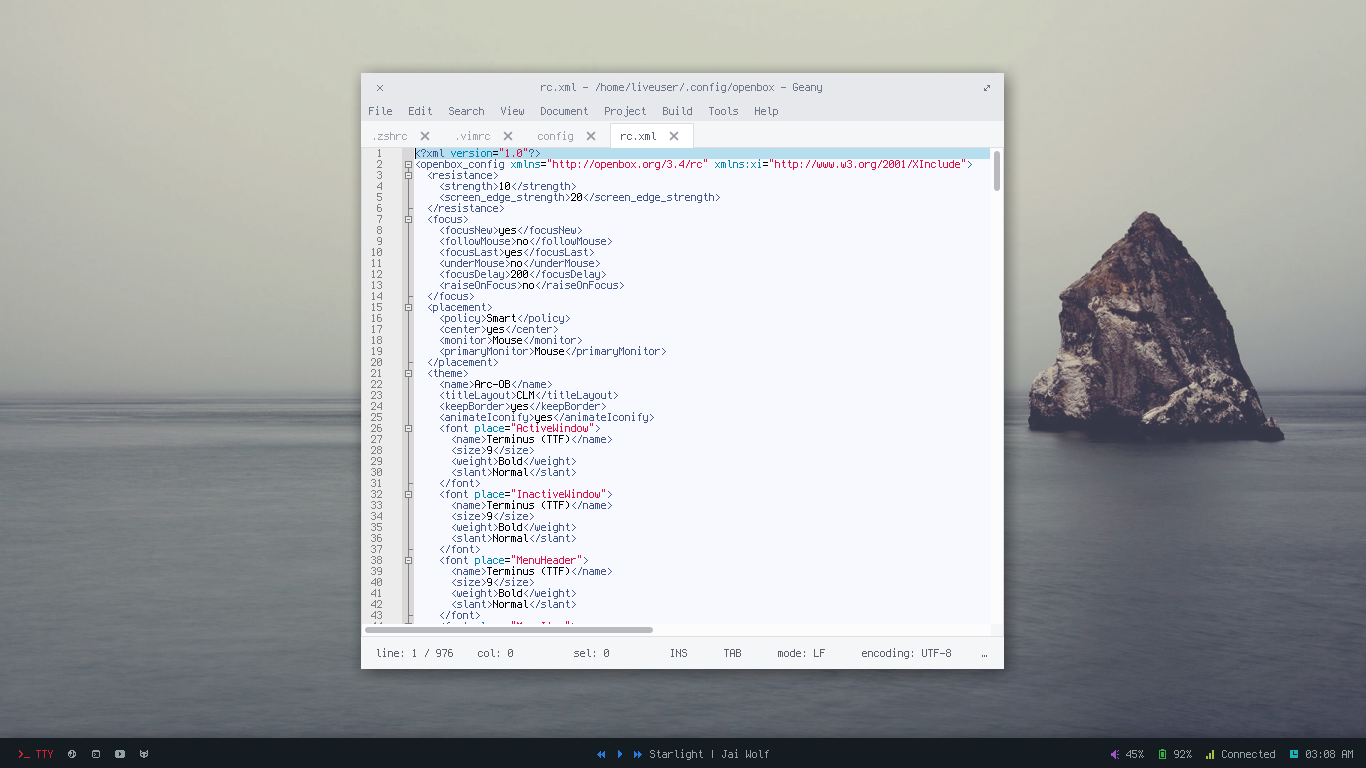 rc.xml - /home/liveuser/.config/openbox - Geany
File Edit Search View Document Project Build Tools Help
.zshrc .vimrc config rc.xml
1 <?xml version="1.0"?>
2 <openbox_config xmlns="http://openbox.org/3.4/rc" xmlns:xi="http://www.w3.org/2001/XInclude">
3 <resistance>
4 <strength>10</strength>
5 <screen_edge_strength>20</screen_edge_strength>
6 </resistance>
7 <focus>
8 <focusNew>yes</focusNew>
9 <followMouse>no</followMouse>
10 <focusLast>yes</focusLast>
11 <underMouse>no</underMouse>
12 <focusDelay>200</focusDelay>
13 <raiseOnFocus>no</raiseOnFocus>
14 </focus>
15 <placement>
16 <policy>Smart</policy>
17 <center>yes</center>
18 <monitor>Mouse</monitor>
19 <primaryMonitor>Mouse</primaryMonitor>
20 </placement>
21 <theme>
22 <name>Arc-OB</name>
23 <titleLayout>CLM</titleLayout>
24 <keepBorder>yes</keepBorder>
25 <animateIconify>yes</animateIconify>
26 <font place="ActiveWindow">
27 <name>Terminus (TTF)</name>
28 <size>9</size>
29 <weight>Bold</weight>
30 <slant>Normal</slant>
31 </font>
32 <font place="InactiveWindow">
33 <name>Terminus (TTF)</name>
34 <size>9</size>
35 <weight>Bold</weight>
36 <slant>Normal</slant>
37 </font>
38 <font place="MenuHeader">
39 <name>Terminus (TTF)</name>
40 <size>9</size>
41 <weight>Bold</weight>
42 <slant>Normal</slant>
43 </font>
line: 1 / 976 col: 0 sel: 0 INS TAB mode: LF encoding: UTF-8 …
>_ TTY Starlight | Jai Wolf 45% 92% Connected 03:08 AM